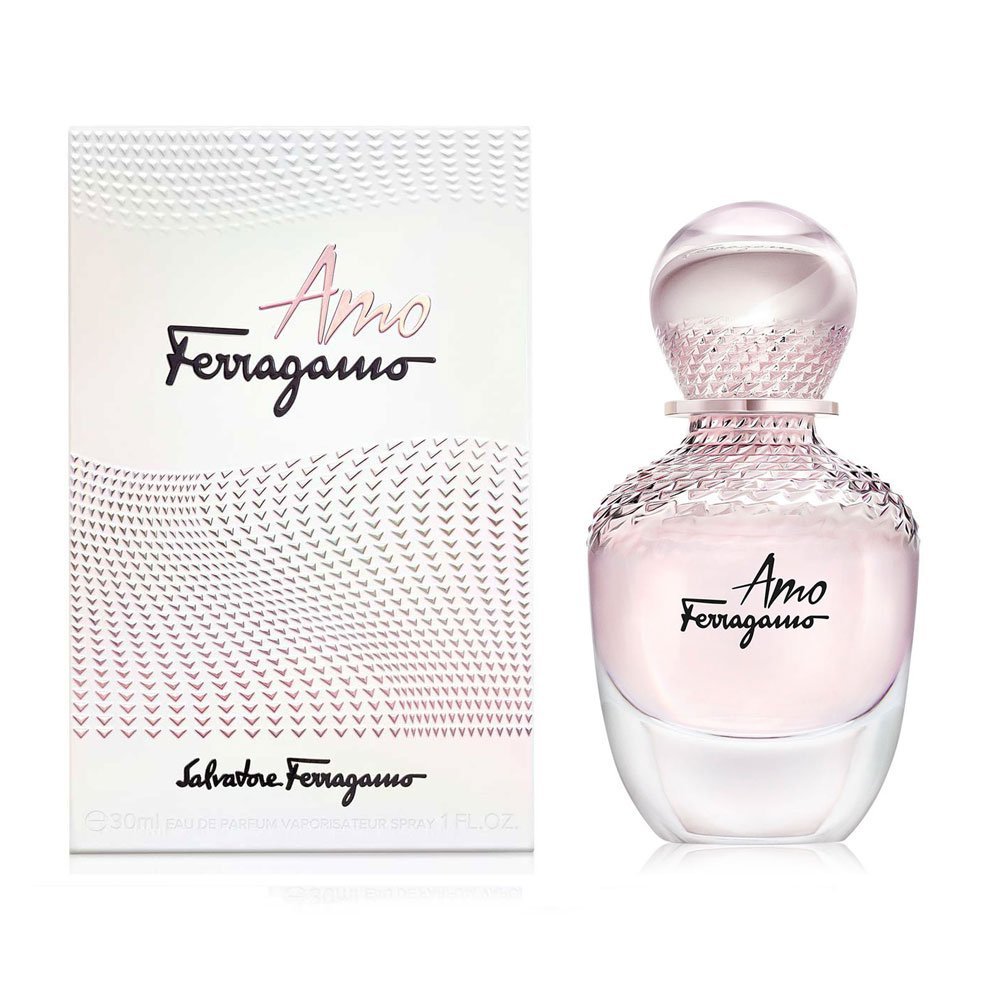 Amo
Ferragamo
Salvatore Ferragamo
℮30ml EAU DE PARFUM VAPORISATEUR SPRAY 1 FL.OZ.
Amo
Ferragamo